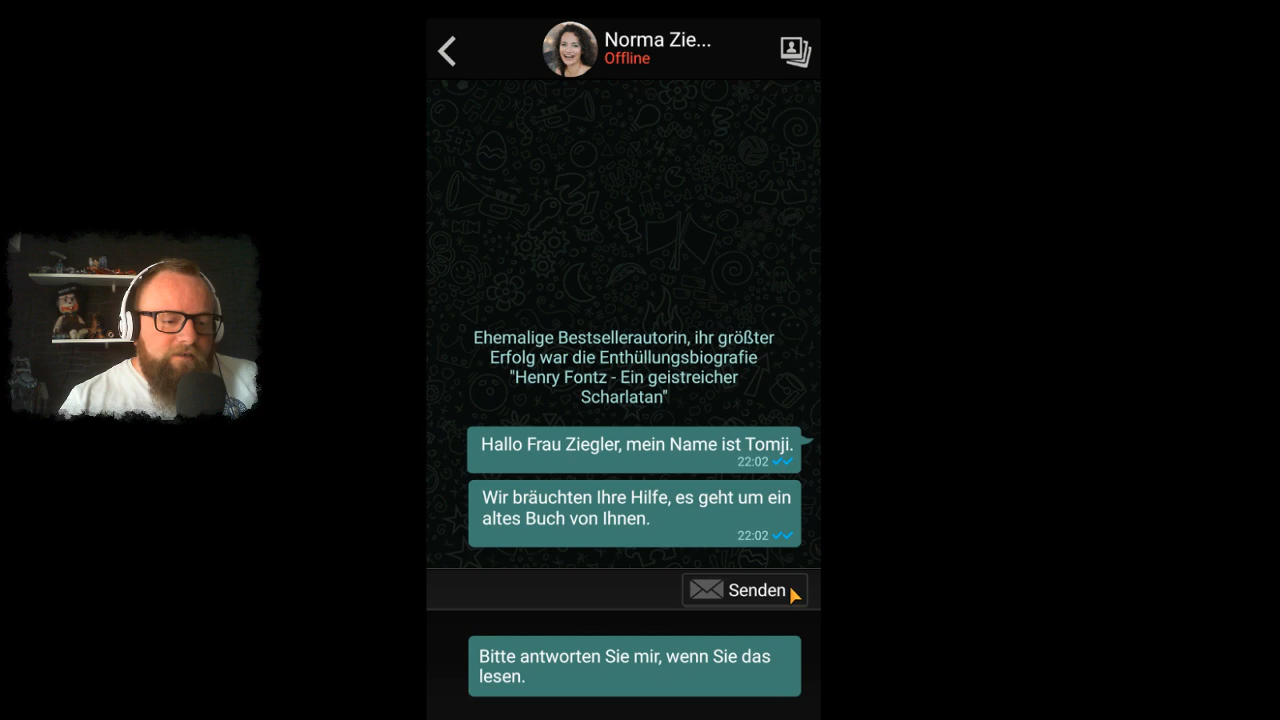 Norma Zie...
Offline
Ehemalige Bestsellerautorin, ihr größter
Erfolg war die Enthüllungsbiografie
"Henry Fontz - Ein geistreicher
Scharlatan"
Hallo Frau Ziegler, mein Name ist Tomji.
22:02
Wir bräuchten Ihre Hilfe, es geht um ein
altes Buch von Ihnen.
22:02
Senden
Bitte antworten Sie mir, wenn Sie das
lesen.